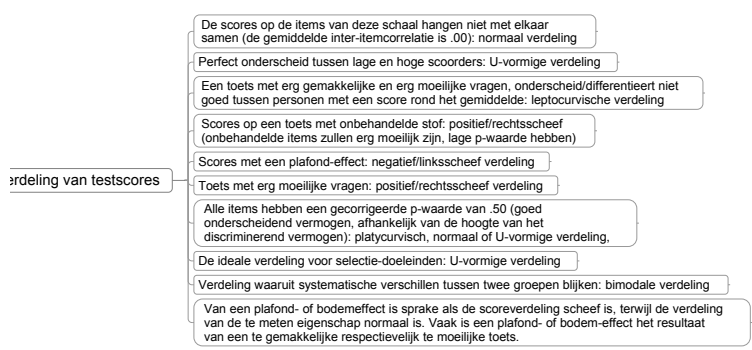 De scores op de items van deze schaal hangen niet met elkaar
samen (de gemiddelde inter-itemcorrelatie is .00): normaal verdeling
Perfect onderscheid tussen lage en hoge scoorders: U-vormige verdeling
Een toets met erg gemakkelijke en erg moeilijke vragen, onderscheid/differentieert niet
goed tussen personen met een score rond het gemiddelde: leptocurvische verdeling
Scores op een toets met onbehandelde stof: positief/rechtsscheef
(onbehandelde items zullen erg moeilijk zijn, lage p-waarde hebben)
Scores met een plafond-effect: negatief/linksscheef verdeling
erdeling van testscores
Toets met erg moeilijke vragen: positief/rechtsscheef verdeling
Alle items hebben een gecorrigeerde p-waarde van .50 (goed
onderscheidend vermogen, afhankelijk van de hoogte van het
discriminerend vermogen): platycurvisch, normaal of U-vormige verdeling,
De ideale verdeling voor selectie-doeleinden: U-vormige verdeling
Verdeling waaruit systematische verschillen tussen twee groepen blijken: bimodale verdeling
Van een plafond- of bodemeffect is sprake als de scoreverdeling scheef is, terwijl de verdeling
van de te meten eigenschap normaal is. Vaak is een plafond- of bodem-effect het resultaat
van een te gemakkelijke respectievelijk te moeilijke toets.